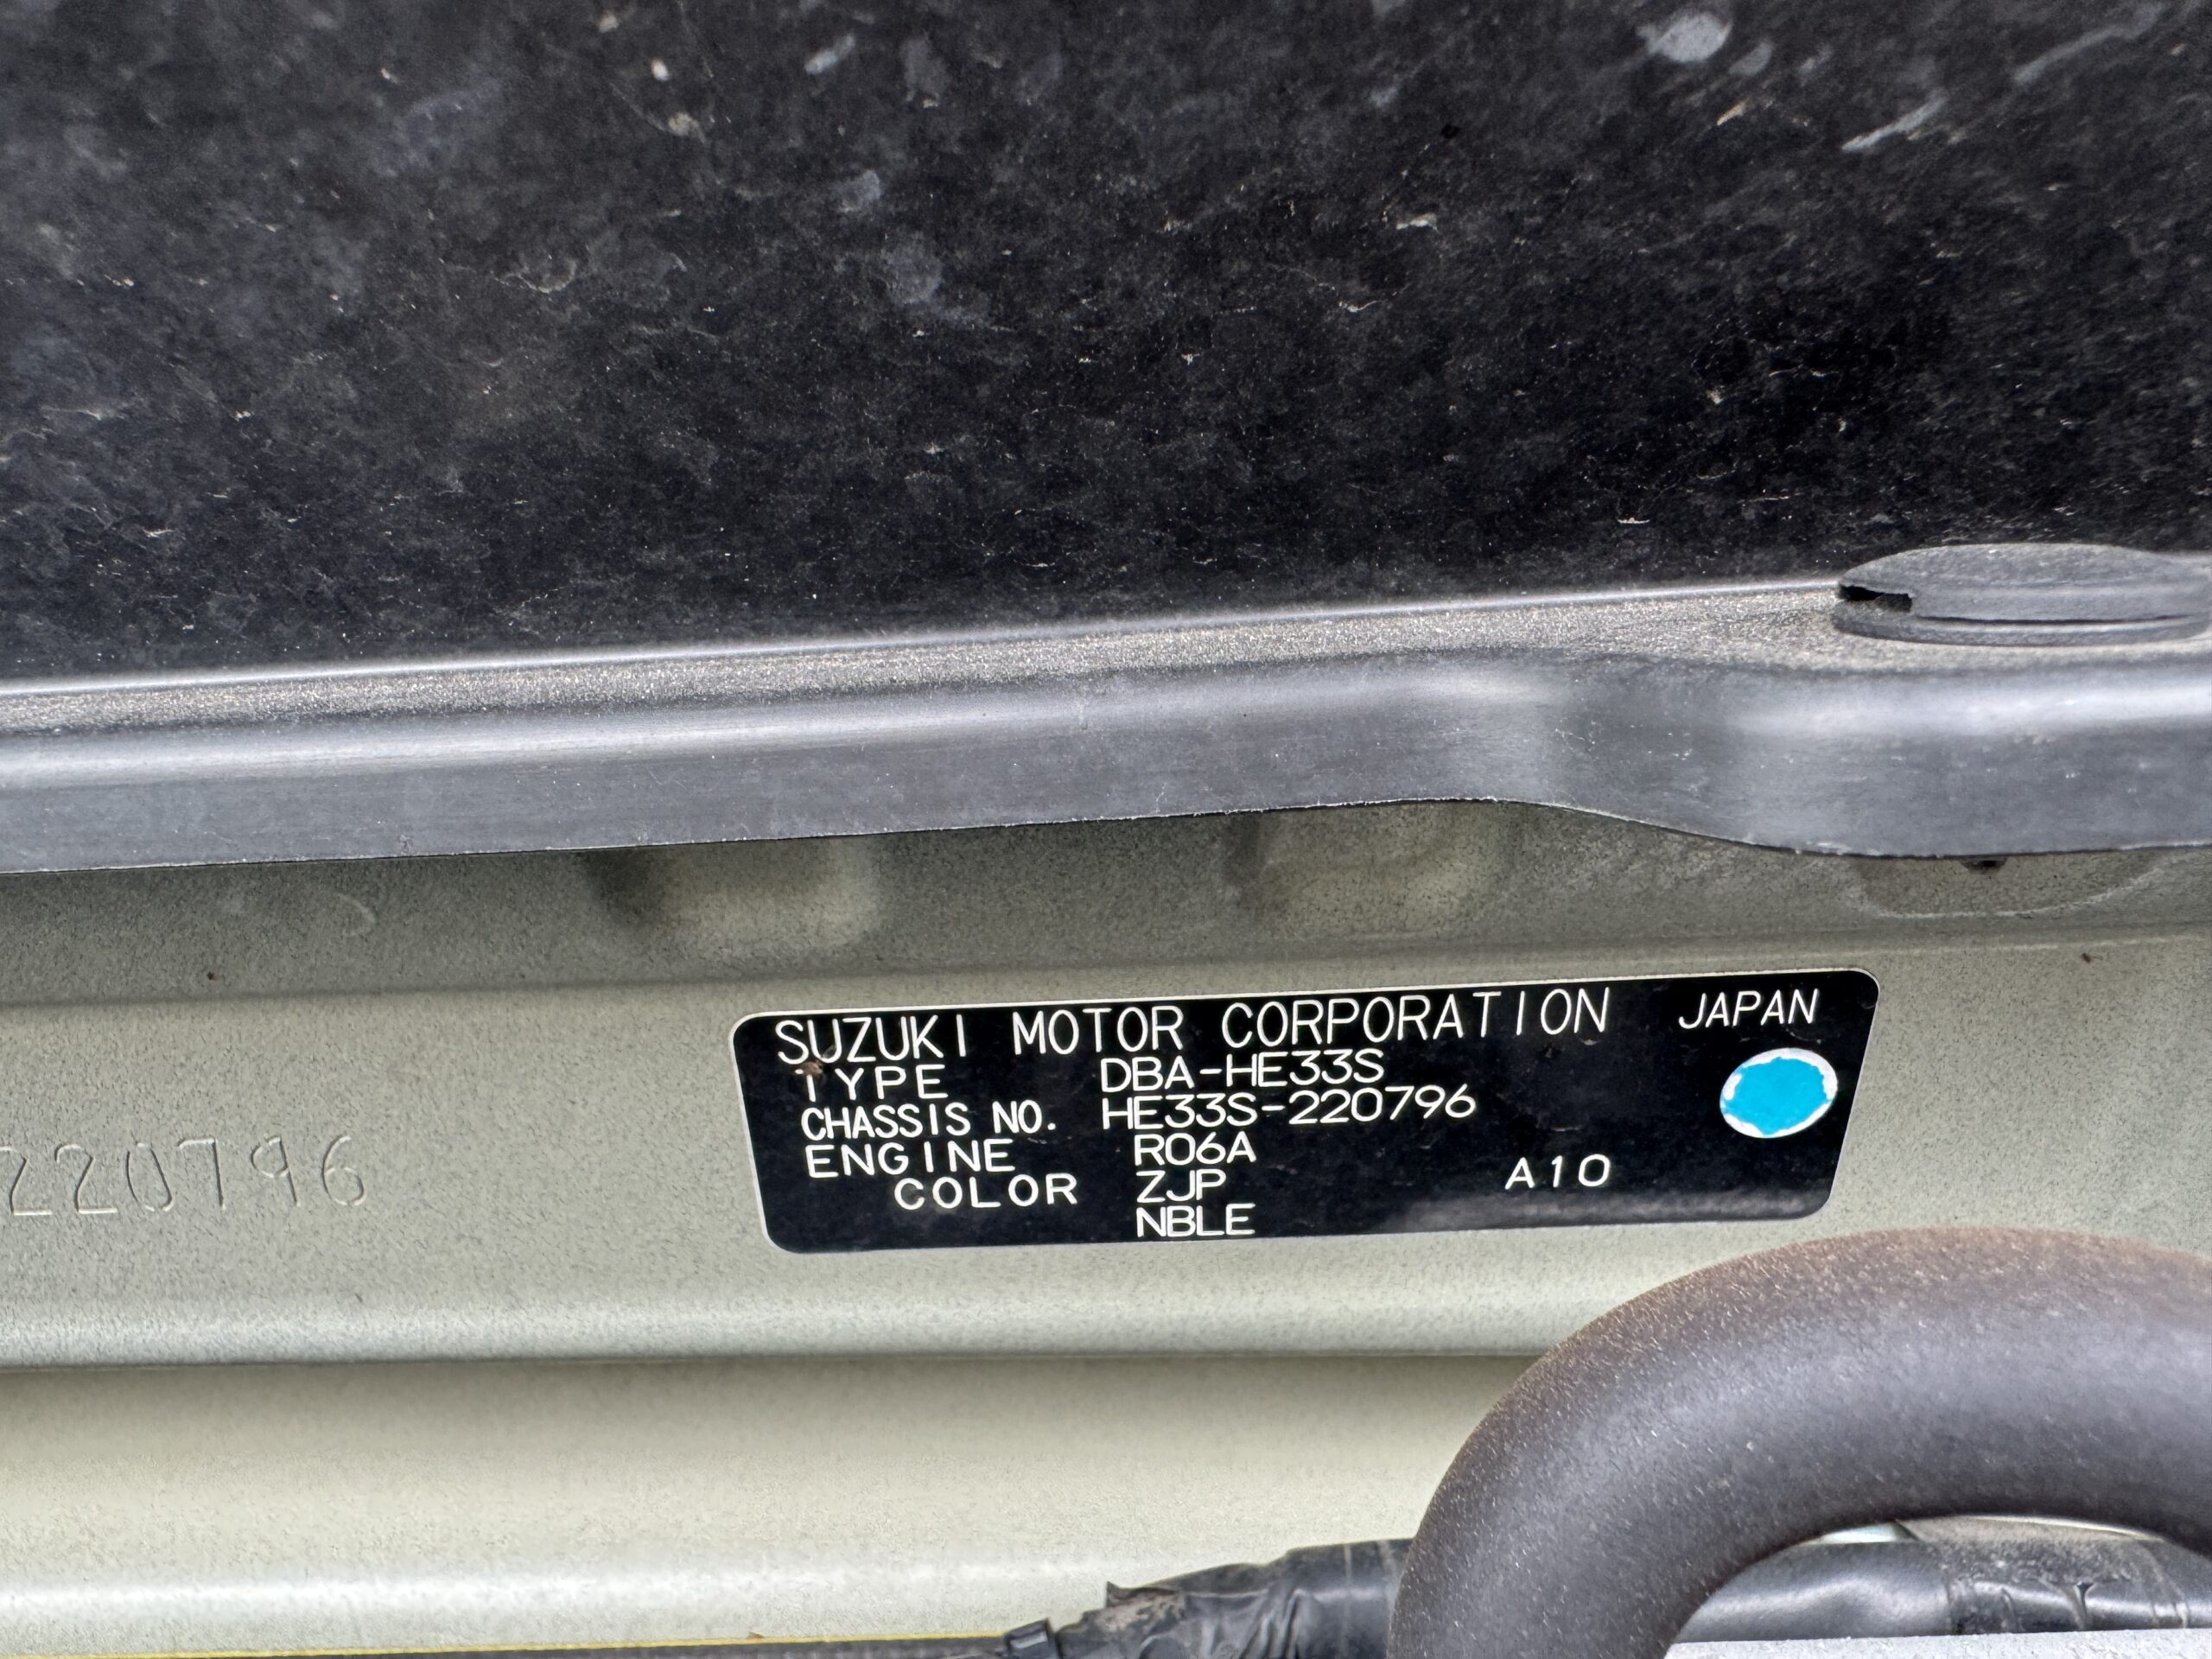 SUZUKI MOTOR CORPORATION JAPAN
TYPE DBA-HE33S
CHASSIS NO. HE33S-220796
ENGINE R06A
COLOR ZJP A10
NBLE
220796